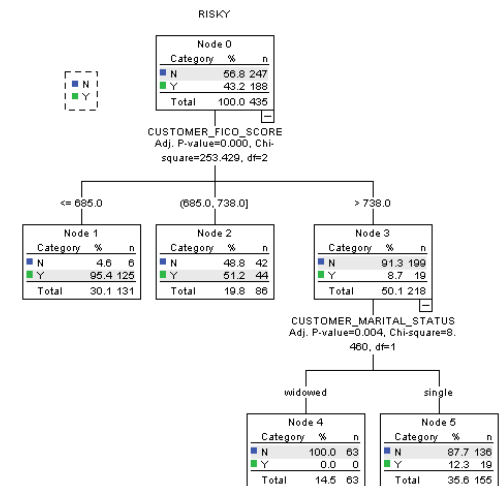 RISKY
N
Y
Node 0
Category % n
N 56.8 247
Y 43.2 188
Total 100.0 435
CUSTOMER_FICO_SCORE
Adj. P-value=0.000, Chi-
square=253.429, df=2
<= 685.0
(685.0, 738.0]
> 738.0
Node 1
Category % n
N 4.6 6
Y 95.4 125
Total 30.1 131
Node 2
Category % n
N 48.8 42
Y 51.2 44
Total 19.8 86
Node 3
Category % n
N 91.3 199
Y 8.7 19
Total 50.1 218
CUSTOMER_MARITAL_STATUS
Adj. P-value=0.004, Chi-square=8.
460, df=1
widowed
single
Node 4
Category % n
N 100.0 63
Y 0.0 0
Total 14.5 63
Node 5
Category % n
N 87.7 136
Y 12.3 19
Total 35.6 155